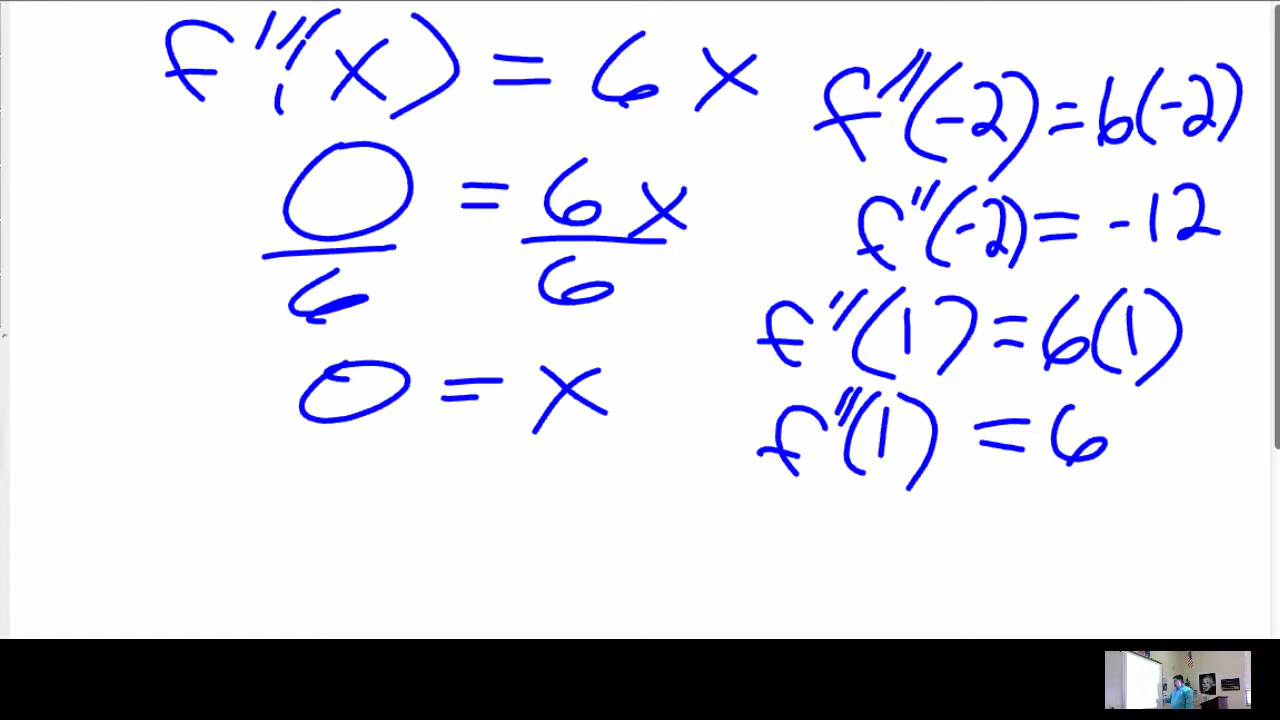 f''(x) = 6x
0 = 6x
6 6
0 = x
f''(-2) = 6(-2)
f''(-2) = -12
f''(1) = 6(1)
f''(1) = 6